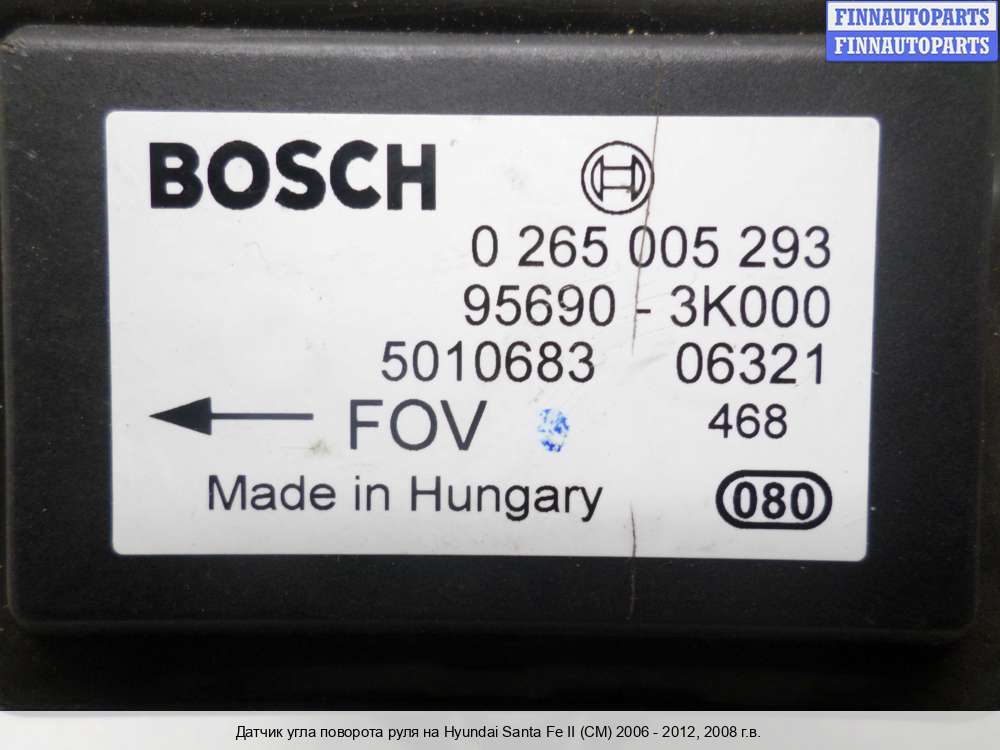 FINNAUTOPARTS
FINNAUTOPARTS
BOSCH
0 265 005 293
95690 - 3K000
5010683 06321
FOV 468
Made in Hungary 080
Датчик угла поворота руля на Hyundai Santa Fe II (CM) 2006 - 2012, 2008 г.в.